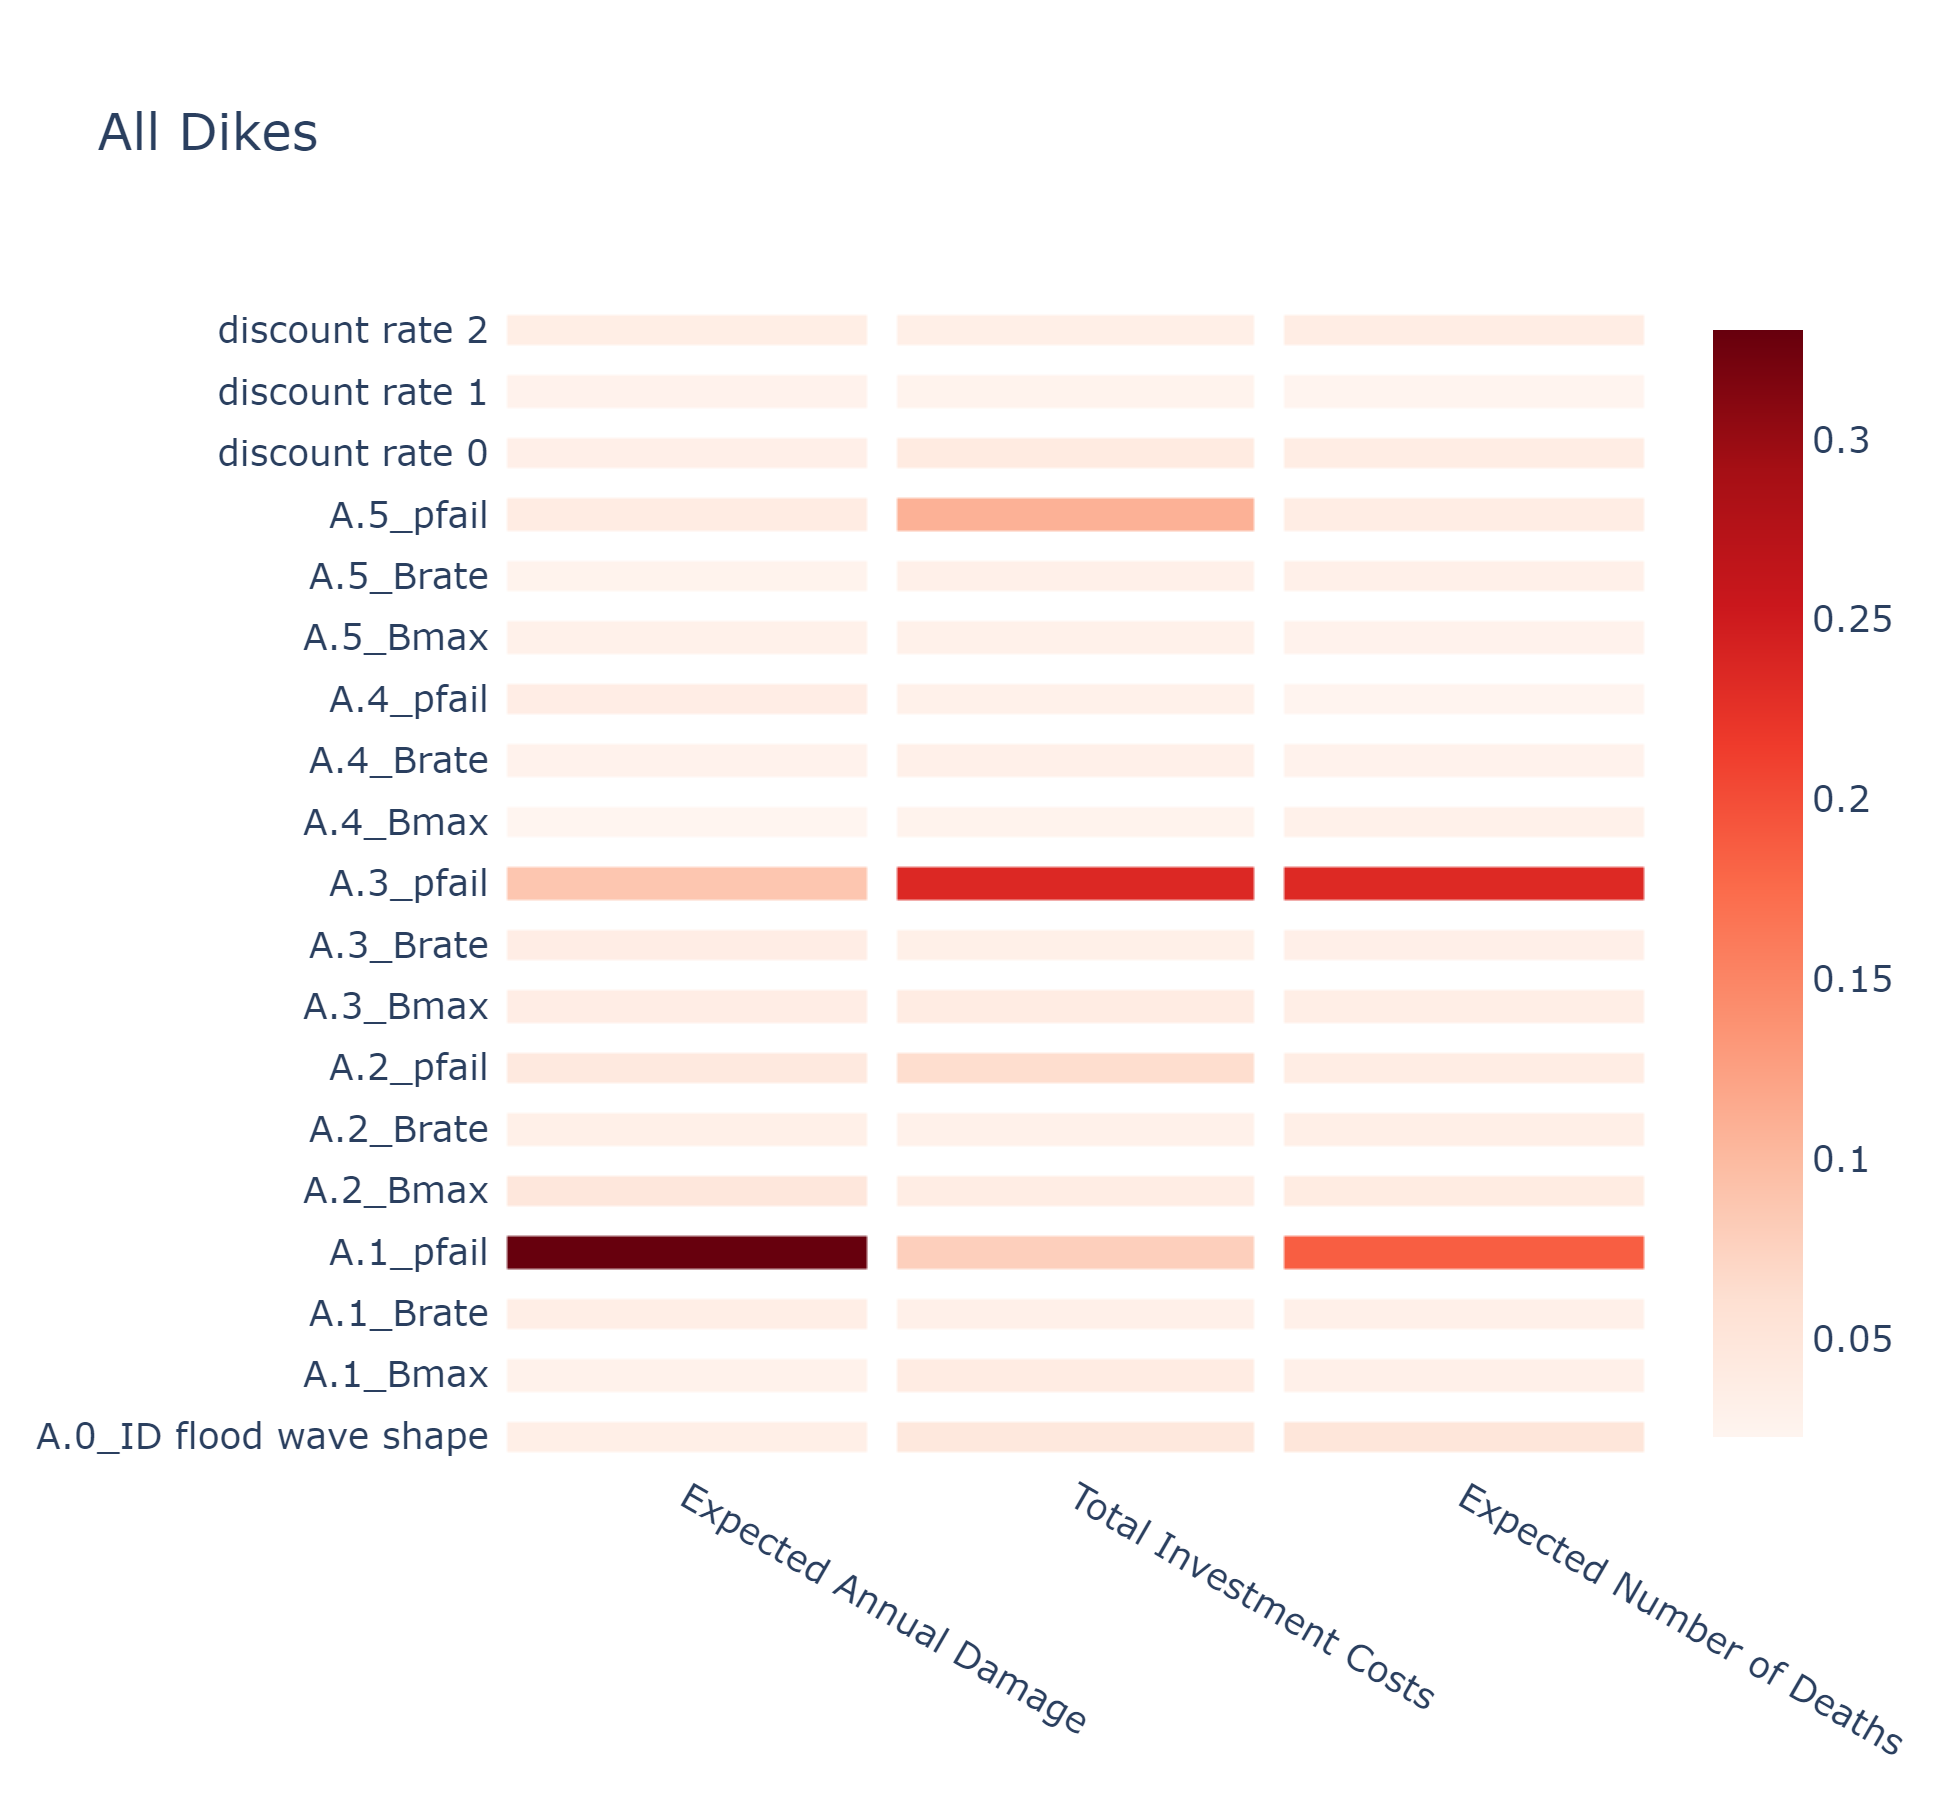 All Dikes
discount rate 2
discount rate 1
discount rate 0
A.5_pfail
A.5_Brate
A.5_Bmax
A.4_pfail
A.4_Brate
A.4_Bmax
A.3_pfail
A.3_Brate
A.3_Bmax
A.2_pfail
A.2_Brate
A.2_Bmax
A.1_pfail
A.1_Brate
A.1_Bmax
A.0_ID flood wave shape
Expected Annual Damage
Total Investment Costs
Expected Number of Deaths
0.3
0.25
0.2
0.15
0.1
0.05